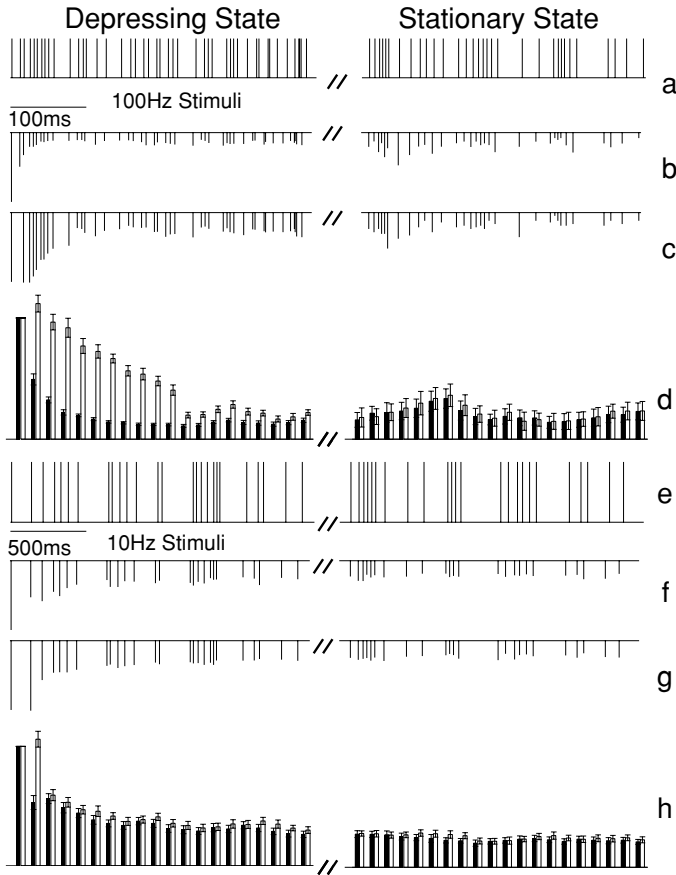 Depressing State
Stationary State
a
100Hz Stimuli
100ms
b
c
d
e
500ms
10Hz Stimuli
f
g
h